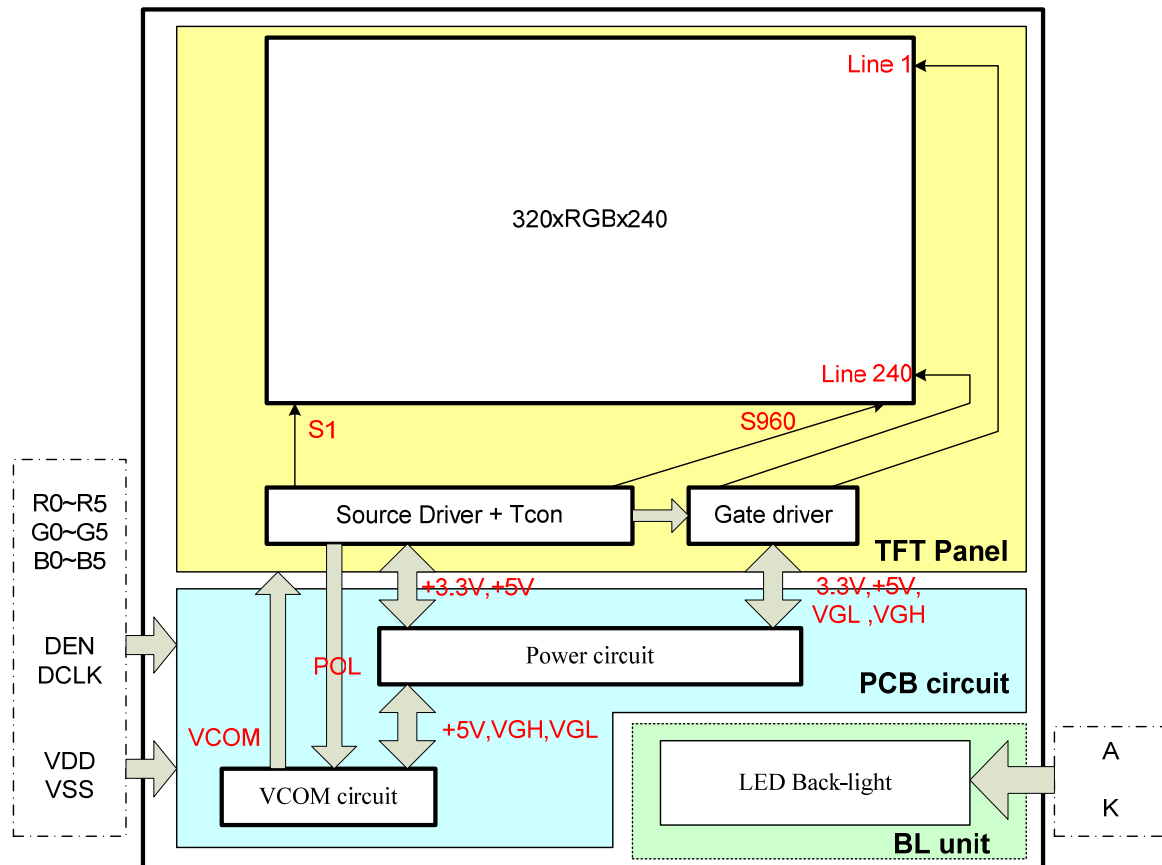 Line 1
320xRGBx240
Line 240
S1
S960
R0~R5
G0~G5
B0~B5
Source Driver + Tcon
Gate driver
TFT Panel
+3.3V,+5V
3.3V,+5V,
VGL ,VGH
DEN
DCLK
POL
Power circuit
PCB circuit
VCOM
+5V,VGH,VGL
VDD
VSS
VCOM circuit
LED Back-light
A
K
BL unit